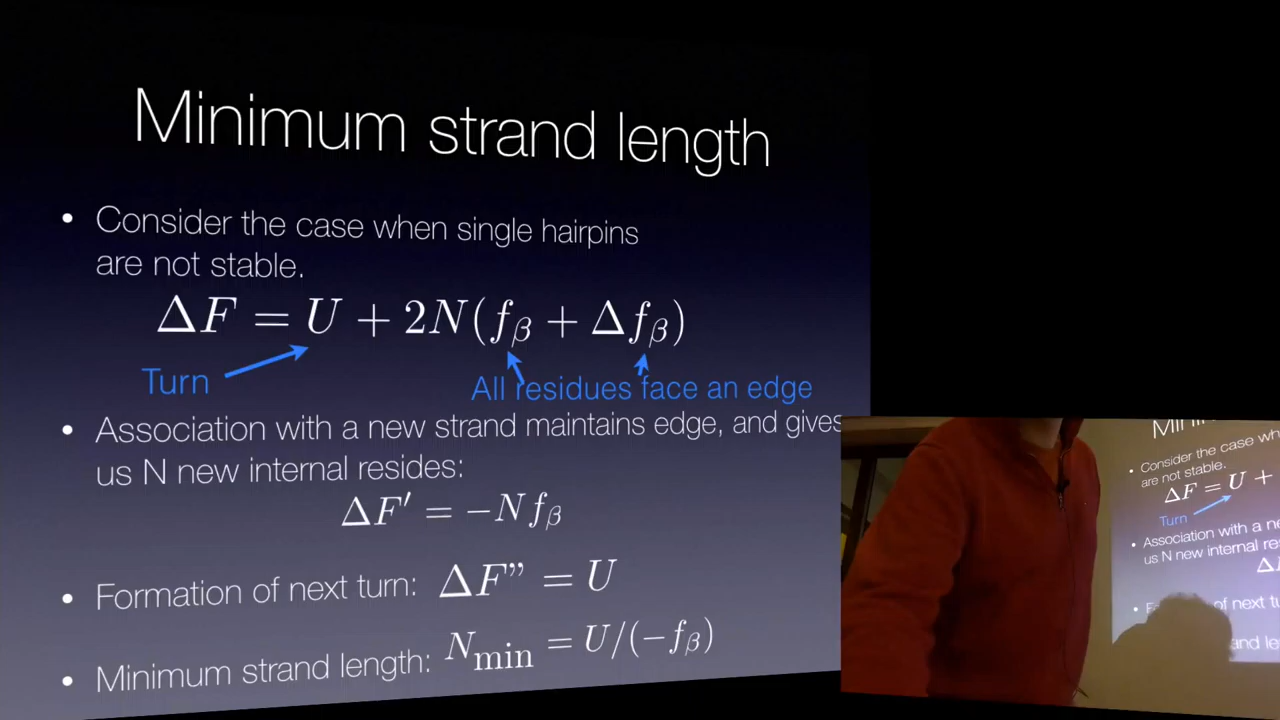 Minimum strand length
• Consider the case when single hairpins
are not stable.
ΔF = U + 2N(f_β + Δf_β)
Turn
All residues face an edge
• Association with a new strand maintains edge, and gives
us N new internal resides:
ΔF′ = −Nf_β
• Formation of next turn: ΔF” = U
• Minimum strand length: N_min = U/(−f_β)
• Consider the case wh
are not stable.
ΔF = U +
Turn
• Association with a ne
us N new internal res
of next tu